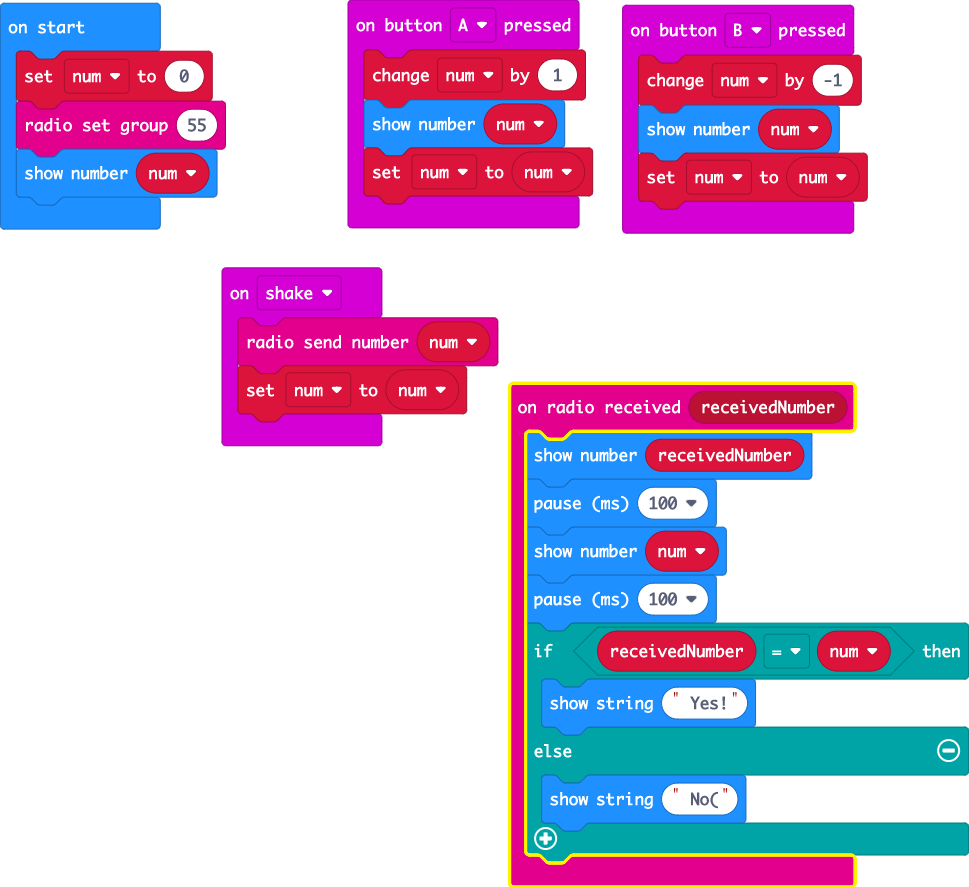 on start
set num to 0
radio set group 55
show number num
on button A pressed
change num by 1
show number num
set num to num
on button B pressed
change num by -1
show number num
set num to num
on shake
radio send number num
set num to num
on radio received receivedNumber
show number receivedNumber
pause (ms) 100
show number num
pause (ms) 100
if receivedNumber = num then
show string " Yes!"
else
show string " No("